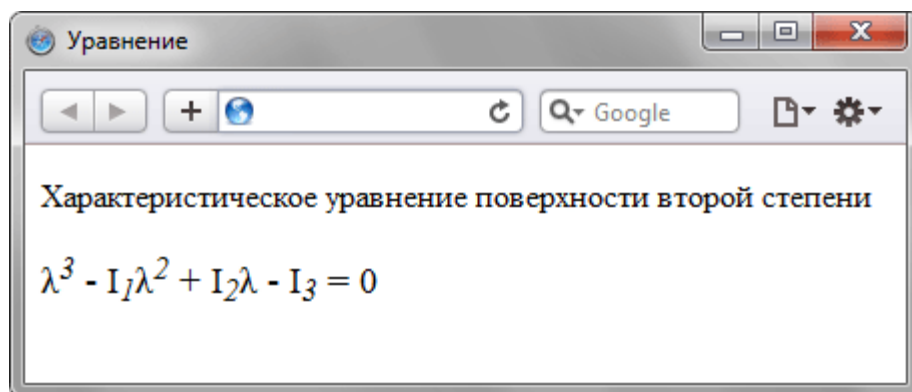 Уравнение
Google
Характеристическое уравнение поверхности второй степени
λ³ - I₁λ² + I₂λ - I₃ = 0